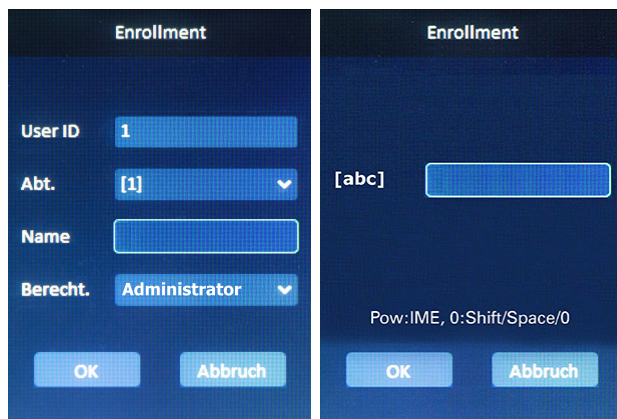 Enrollment
User ID 1
Abt. [1]
Name
Berecht. Administrator
OK Abbruch
Enrollment
[abc]
Pow:IME, 0:Shift/Space/0
OK Abbruch